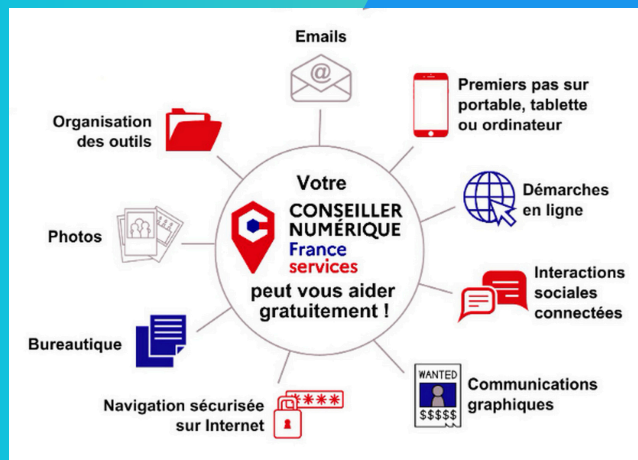 Emails
@
Premiers pas sur
portable, tablette
ou ordinateur
Organisation
des outils
Votre
CONSEILLER
NUMÉRIQUE
France
services
peut vous aider
gratuitement !
Démarches
en ligne
Photos
Interactions
sociales
connectées
Bureautique
WANTED
$$$$$
Communications
graphiques
Navigation sécurisée
sur Internet
****